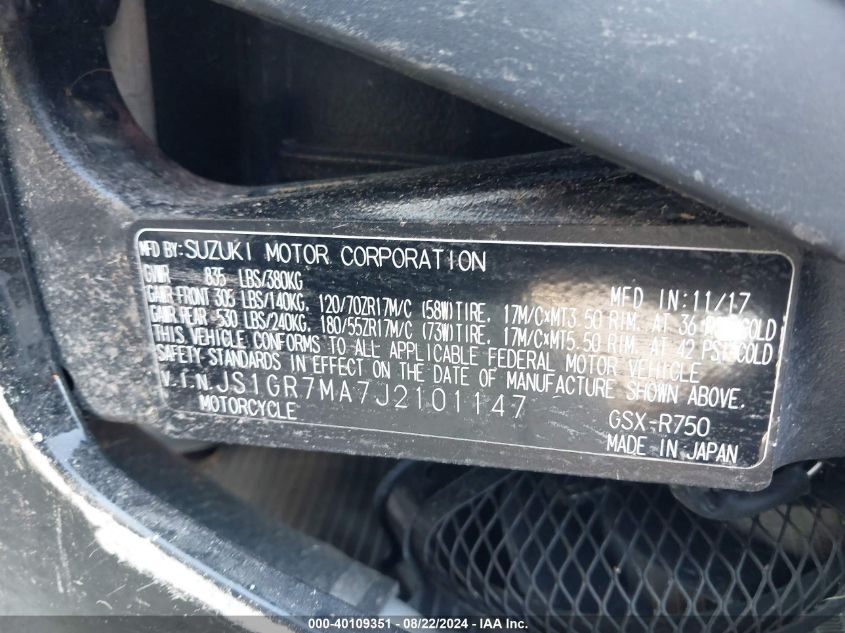 MFD BY: SUZUKI MOTOR CORPORATION
GVWR 835 LBS/380KG MFD IN: 11/17
GAWR FRONT 305 LBS/140KG, 120/70ZR17M/C (58W)TIRE, 17M/C×MT3.50 RIM, AT 36 COLD
GAWR REAR 530 LBS/240KG, 180/55ZR17M/C (73W)TIRE, 17M/C×MT5.50 RIM, AT 42 PSI COLD
THIS VEHICLE CONFORMS TO ALL APPLICABLE FEDERAL MOTOR VEHICLE
SAFETY STANDARDS IN EFFECT ON THE DATE OF MANUFACTURE SHOWN ABOVE.
V.I.N. JS1GR7MA7J2101147 GSX-R750
MOTORCYCLE MADE IN JAPAN
000-40109351 - 08/22/2024 - IAA Inc.